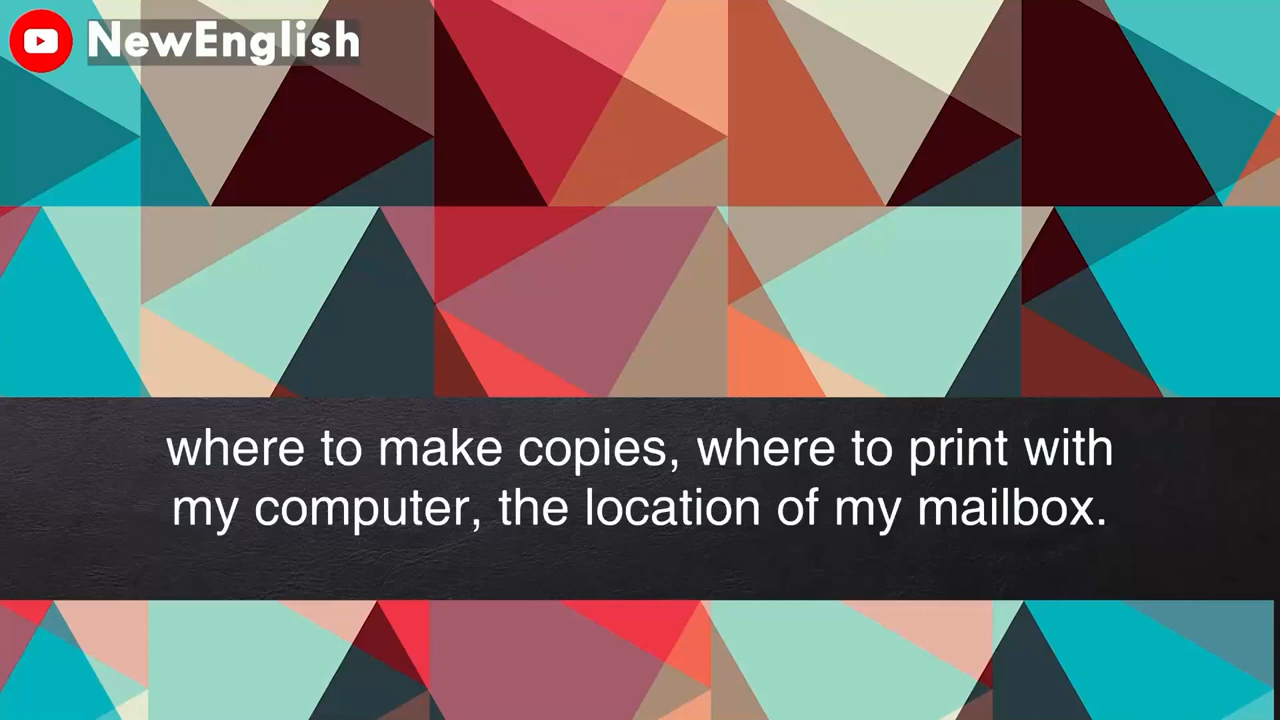 NewEnglish
where to make copies, where to print with
my computer, the location of my mailbox.